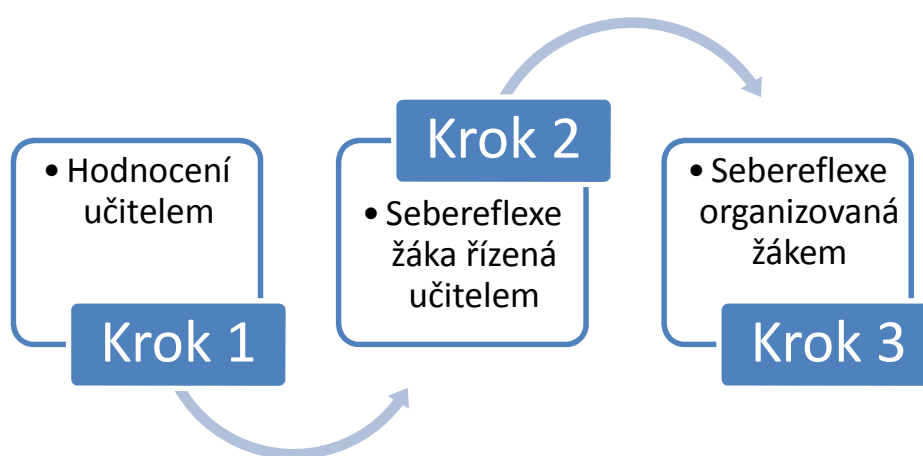 • Hodnocení
učitelem
Krok 1
Krok 2
• Sebereflexe
žáka řízená
učitelem
• Sebereflexe
organizovaná
žákem
Krok 3